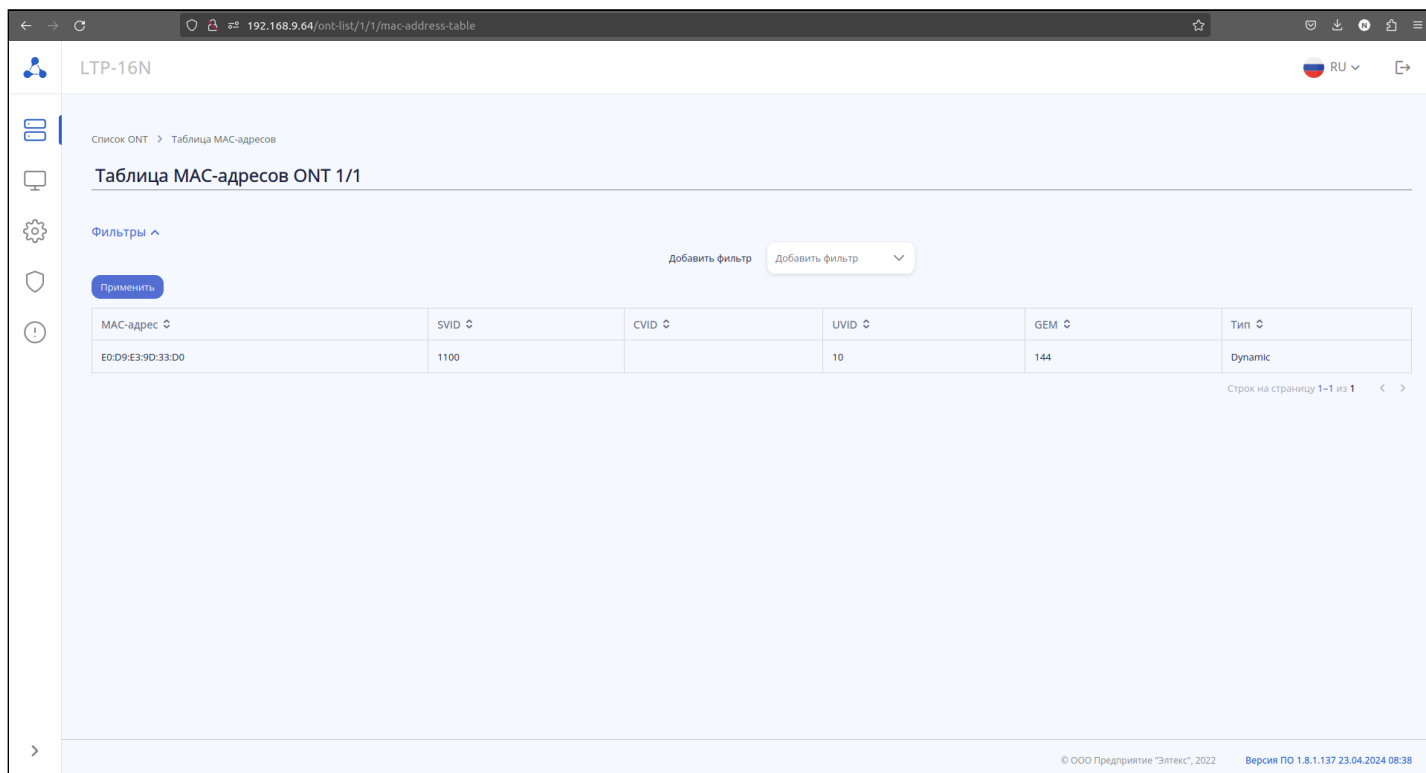 192.168.9.64/ont-list/1/1/mac-address-table
LTP-16N
RU
Список ONT > Таблица MAC-адресов
Таблица MAC-адресов ONT 1/1
Фильтры
Добавить фильтр Добавить фильтр
Применить
MAC-адрес SVID CVID UVID GEM Тип
E0:D9:E3:9D:33:D0 1100 10 144 Dynamic
Строк на страницу 1–1 из 1
© ООО Предприятие "Элтекс", 2022 Версия ПО 1.8.1.137 23.04.2024 08:38